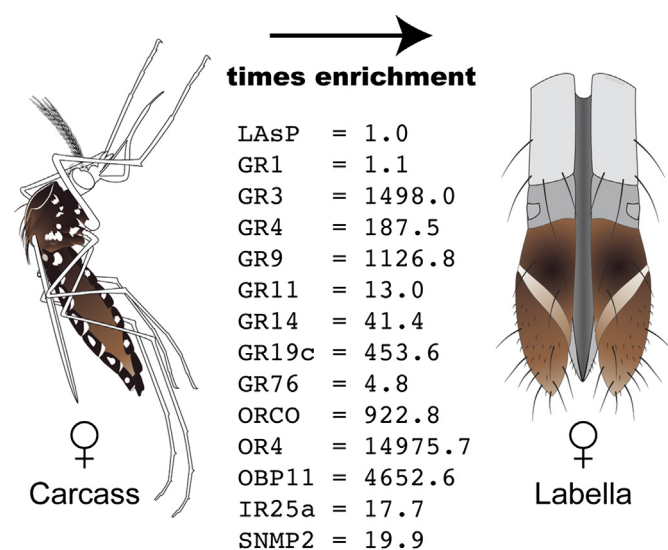 times enrichment
LAsP = 1.0
GR1 = 1.1
GR3 = 1498.0
GR4 = 187.5
GR9 = 1126.8
GR11 = 13.0
GR14 = 41.4
GR19c = 453.6
GR76 = 4.8
ORCO = 922.8
OR4 = 14975.7
OBP11 = 4652.6
IR25a = 17.7
SNMP2 = 19.9
♀
Carcass
♀
Labella